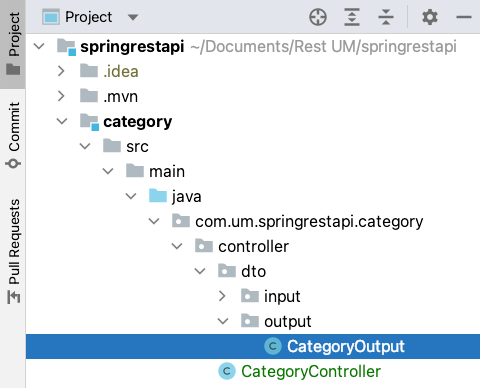 Project
springrestapi ~/Documents/Rest UM/springrestapi
.idea
.mvn
category
src
main
java
com.um.springrestapi.category
controller
dto
input
output
CategoryOutput
CategoryController
Project
Commit
Pull Requests